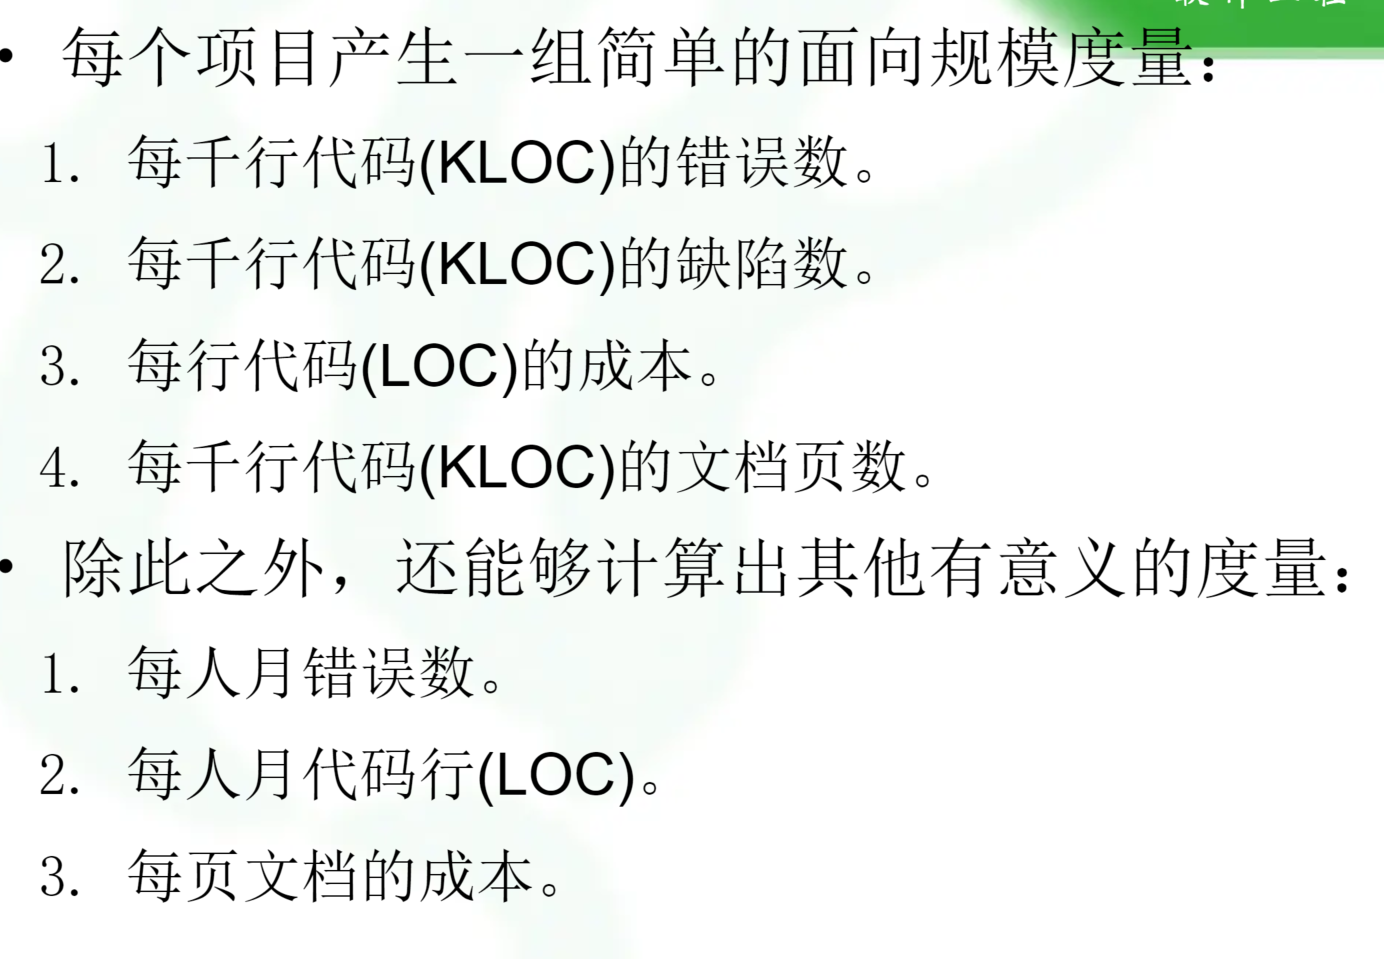 • 每个项目产生一组简单的面向规模度量：
1. 每千行代码(KLOC)的错误数。
2. 每千行代码(KLOC)的缺陷数。
3. 每行代码(LOC)的成本。
4. 每千行代码(KLOC)的文档页数。
• 除此之外，还能够计算出其他有意义的度量：
1. 每人月错误数。
2. 每人月代码行(LOC)。
3. 每页文档的成本。